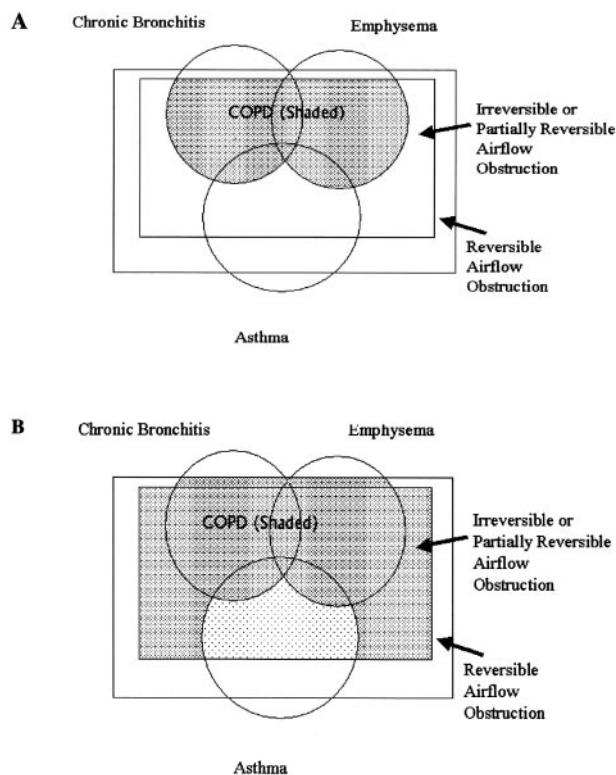 A
Chronic Bronchitis
Emphysema
COPD (Shaded)
Irreversible or
Partially Reversible
Airflow
Obstruction
Reversible
Airflow
Obstruction
Asthma
B
Chronic Bronchitis
Emphysema
COPD (Shaded)
Irreversible or
Partially Reversible
Airflow
Obstruction
Reversible
Airflow
Obstruction
Asthma